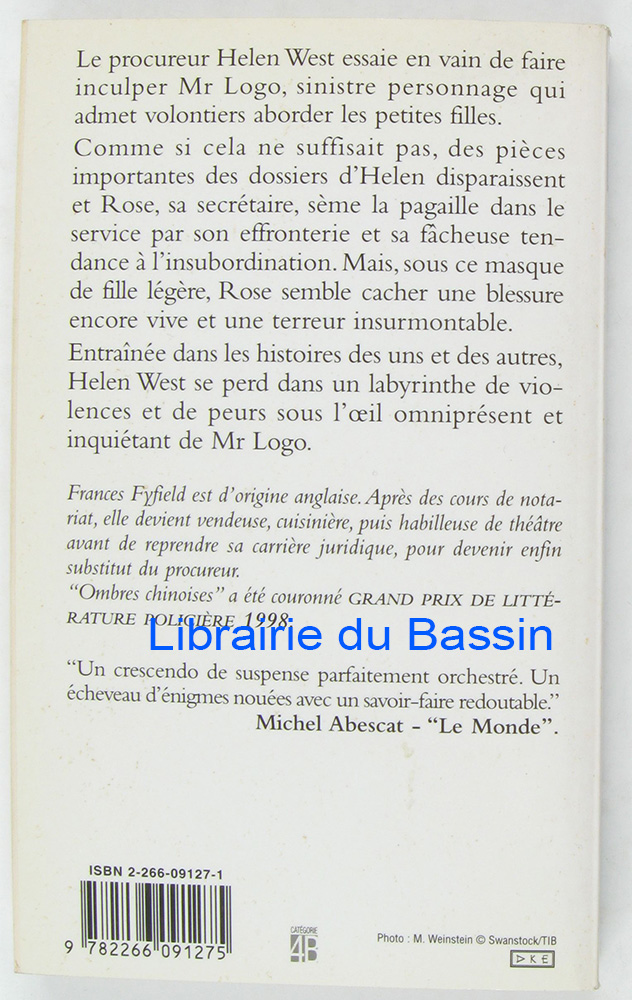 Le procureur Helen West essaie en vain de faire
inculper Mr Logo, sinistre personnage qui
admet volontiers aborder les petites filles.
Comme si cela ne suffisait pas, des pièces
importantes des dossiers d'Helen disparaissent
et Rose, sa secrétaire, sème la pagaille dans le
service par son effronterie et sa fâcheuse ten-
dance à l'insubordination. Mais, sous ce masque
de fille légère, Rose semble cacher une blessure
encore vive et une terreur insurmontable.
Entraînée dans les histoires des uns et des autres,
Helen West se perd dans un labyrinthe de vio-
lences et de peurs sous l'œil omniprésent et
inquiétant de Mr Logo.
Frances Fyfield est d'origine anglaise. Après des cours de nota-
riat, elle devient vendeuse, cuisinière, puis habilleuse de théâtre
avant de reprendre sa carrière juridique, pour devenir enfin
substitut du procureur.
"Ombres chinoises" a été couronné GRAND PRIX DE LITTÉ-
RATURE POLICIÈRE 1998.
Librairie du Bassin
"Un crescendo de suspense parfaitement orchestré. Un
écheveau d'énigmes nouées avec un savoir-faire redoutable."
Michel Abescat - "Le Monde".
ISBN 2-266-09127-1
9 782266 091275
CATÉGORIE
4B
Photo : M. Weinstein © Swanstock/TIB
DKE